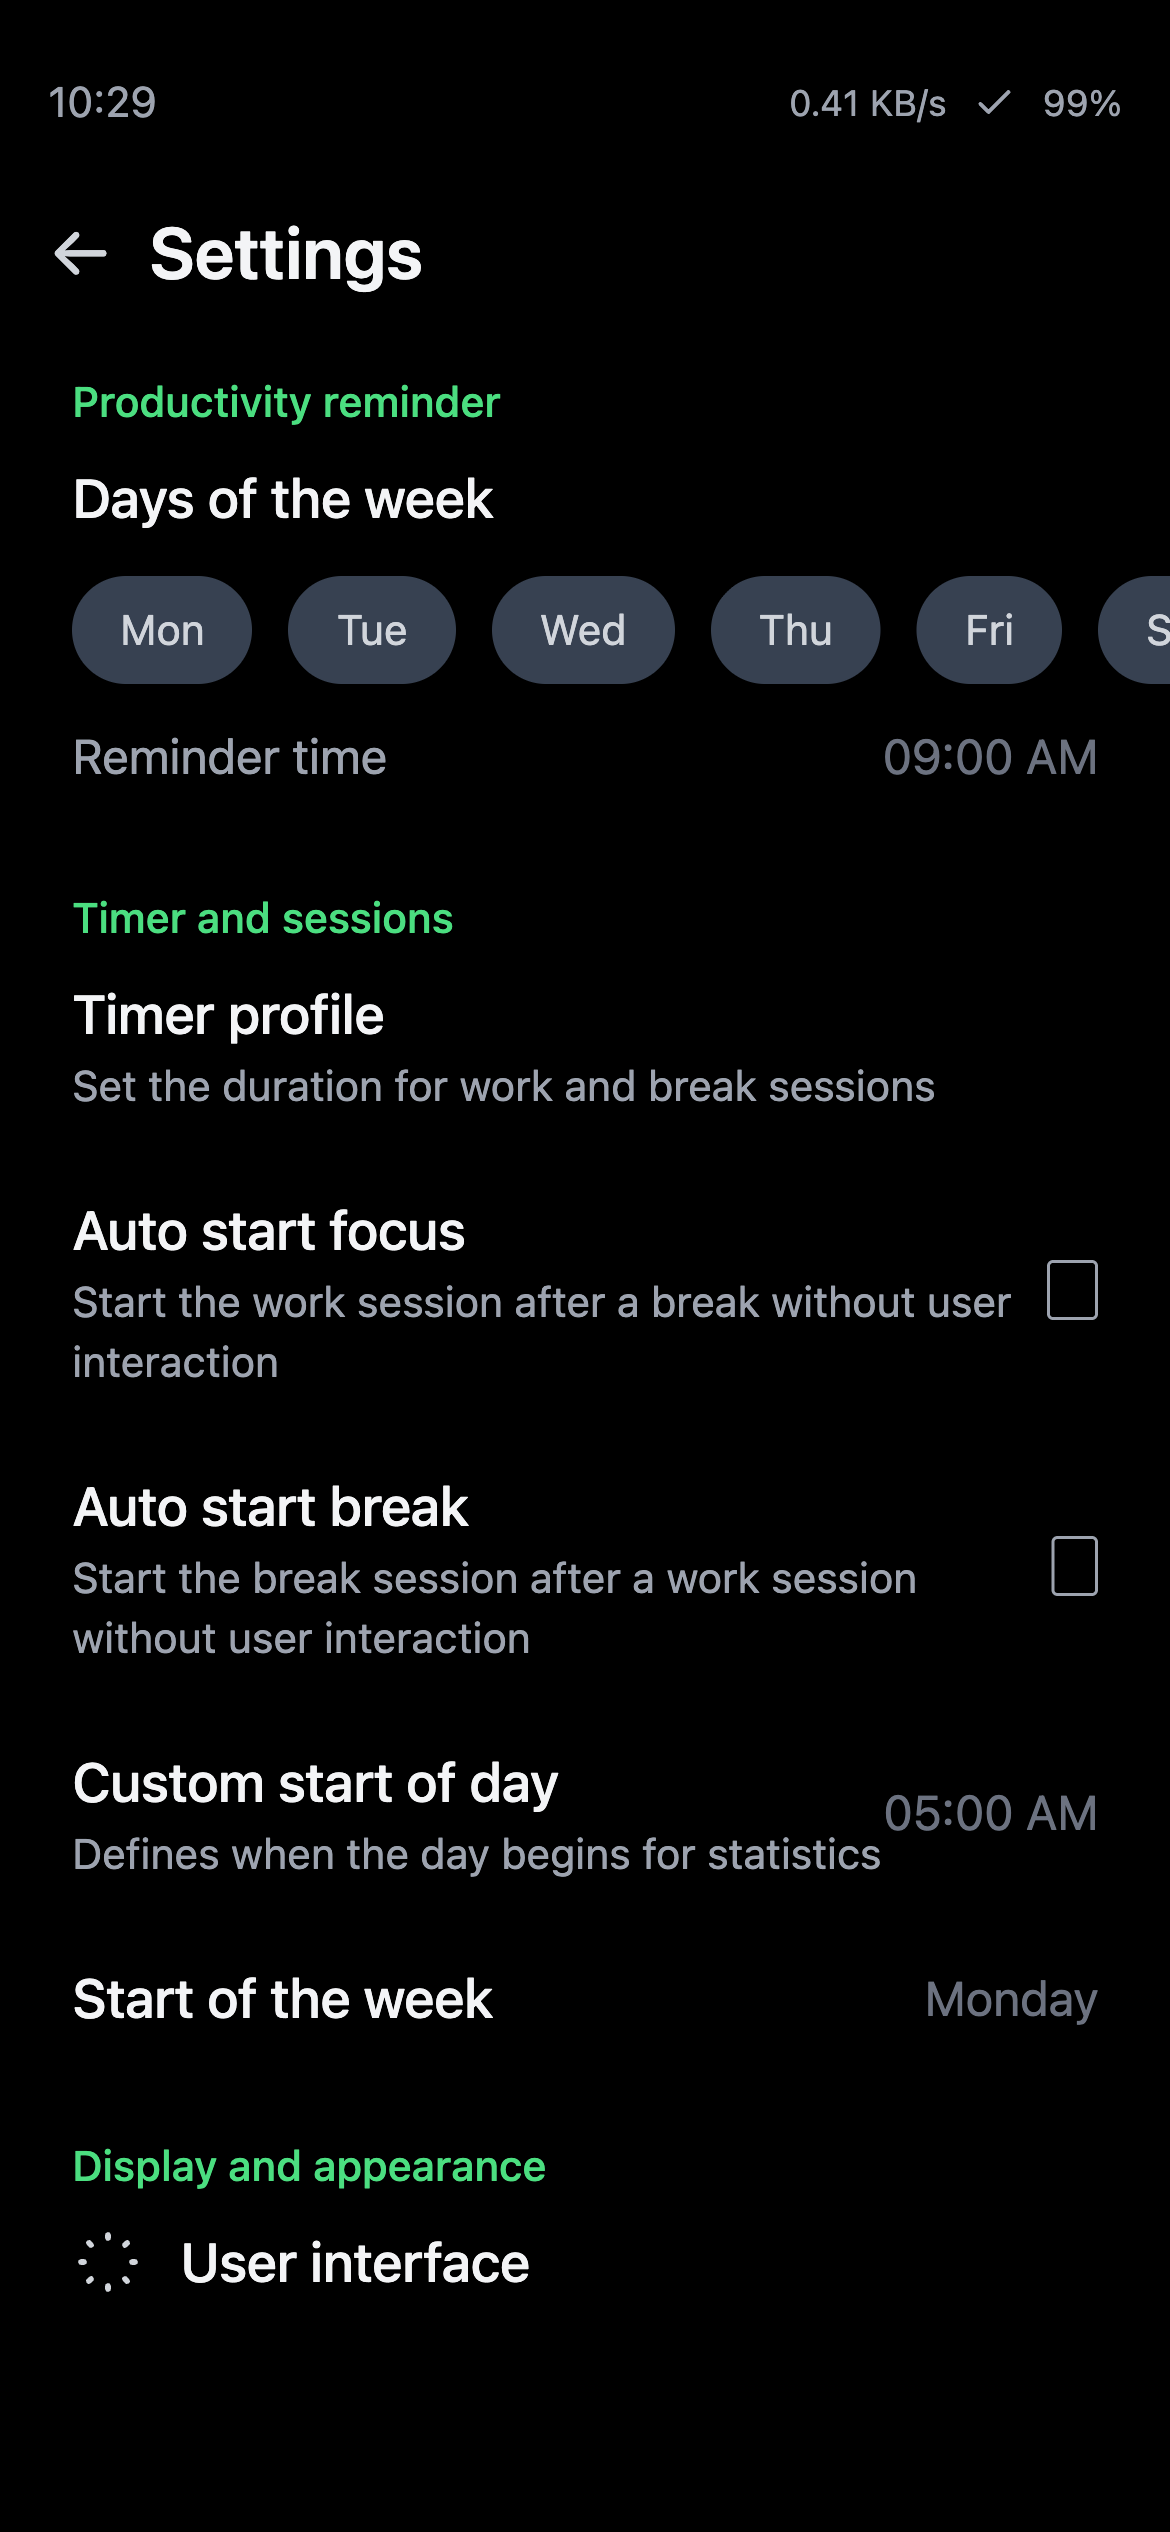 10:29
0.41 KB/s 99%
Settings
Productivity reminder
Days of the week
Mon Tue Wed Thu Fri S
Reminder time 09:00 AM
Timer and sessions
Timer profile
Set the duration for work and break sessions
Auto start focus
Start the work session after a break without user
interaction
Auto start break
Start the break session after a work session
without user interaction
Custom start of day
05:00 AM
Defines when the day begins for statistics
Start of the week Monday
Display and appearance
User interface